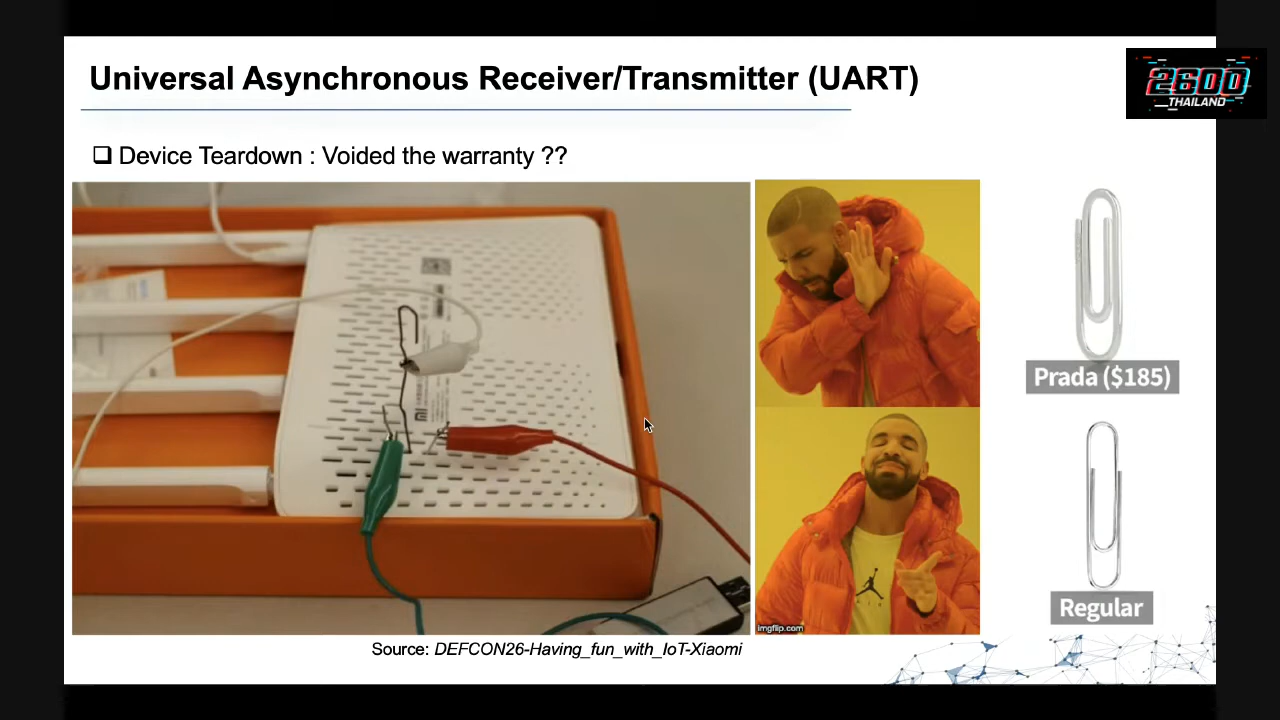 Universal Asynchronous Receiver/Transmitter (UART)
2600
THAILAND
❑ Device Teardown : Voided the warranty ??
mi
Prada ($185)
Regular
imgflip.com
Source: DEFCON26-Having_fun_with_IoT-Xiaomi